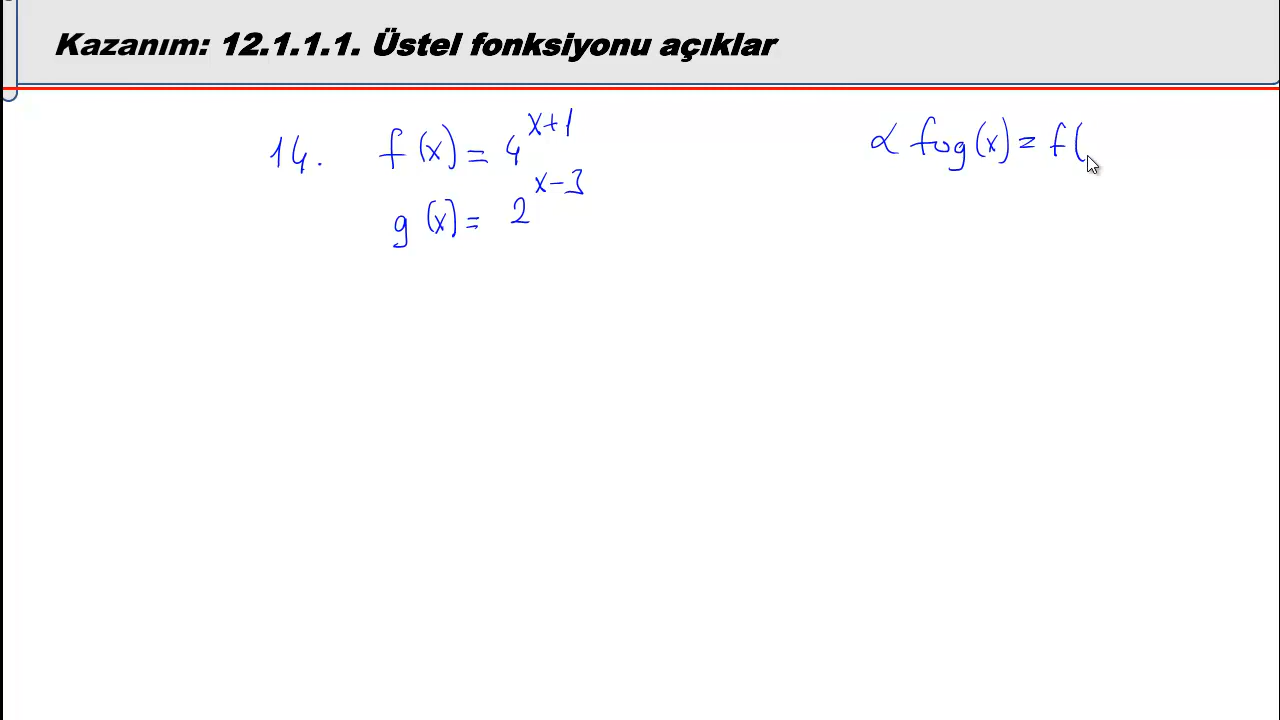 Kazanım: 12.1.1.1. Üstel fonksiyonu açıklar
14. f(x) = 4^{x+1}
g(x) = 2^{x-3}
α fog(x) = f(